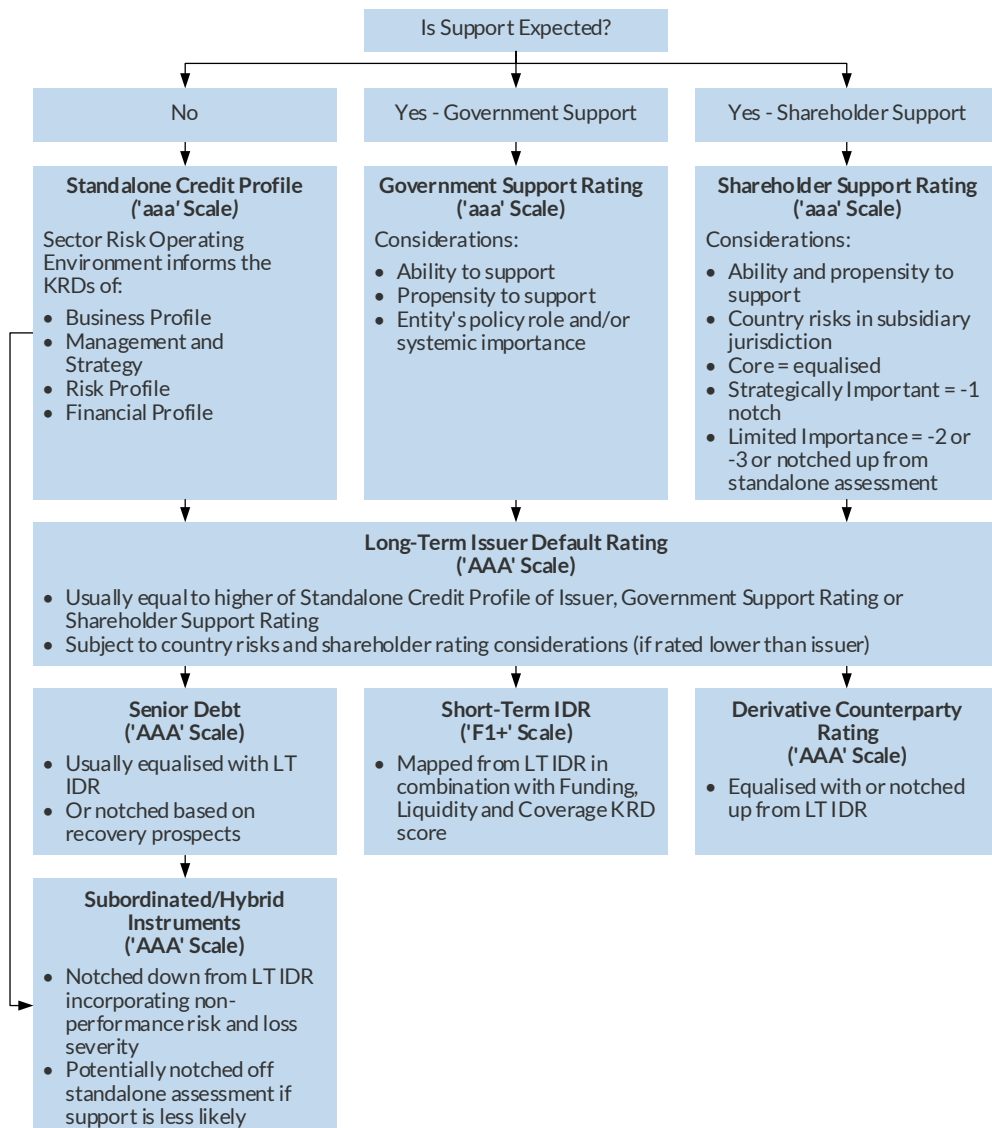 Is Support Expected?
No
Yes - Government Support
Yes - Shareholder Support
Standalone Credit Profile
('aaa' Scale)
Sector Risk Operating
Environment informs the
KRDs of:
• Business Profile
• Management and
Strategy
• Risk Profile
• Financial Profile
Government Support Rating
('aaa' Scale)
Considerations:
• Ability to support
• Propensity to support
• Entity's policy role and/or
systemic importance
Shareholder Support Rating
('aaa' Scale)
Considerations:
• Ability and propensity to
support
• Country risks in subsidiary
jurisdiction
• Core = equalised
• Strategically Important = -1
notch
• Limited Importance = -2 or
-3 or notched up from
standalone assessment
Long-Term Issuer Default Rating
('AAA' Scale)
• Usually equal to higher of Standalone Credit Profile of Issuer, Government Support Rating or
Shareholder Support Rating
• Subject to country risks and shareholder rating considerations (if rated lower than issuer)
Senior Debt
('AAA' Scale)
• Usually equalised with LT
IDR
• Or notched based on
recovery prospects
Short-Term IDR
('F1+' Scale)
• Mapped from LT IDR in
combination with Funding,
Liquidity and Coverage KRD
score
Derivative Counterparty
Rating
('AAA' Scale)
• Equalised with or notched
up from LT IDR
Subordinated/Hybrid
Instruments
('AAA' Scale)
• Notched down from LT IDR
incorporating non-
performance risk and loss
severity
• Potentially notched off
standalone assessment if
support is less likely